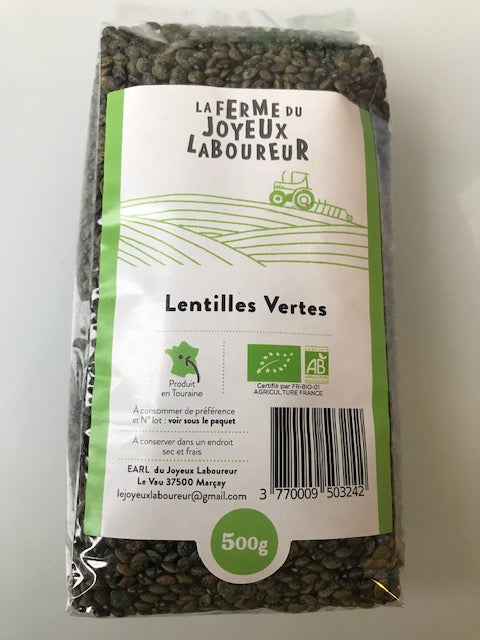 LA FERME DU
JOYEUX
LABOUREUR
Lentilles Vertes
Produit
en Touraine
AB
Certifié par FR-BIO-01
AGRICULTURE FRANCE
À consommer de préférence
et N° lot : voir sous le paquet
À conserver dans un endroit
sec et frais
EARL du Joyeux Laboureur
Le Vau 37500 Marçay
lejoyeuxlaboureur@gmail.com
3 770009 503242
500g